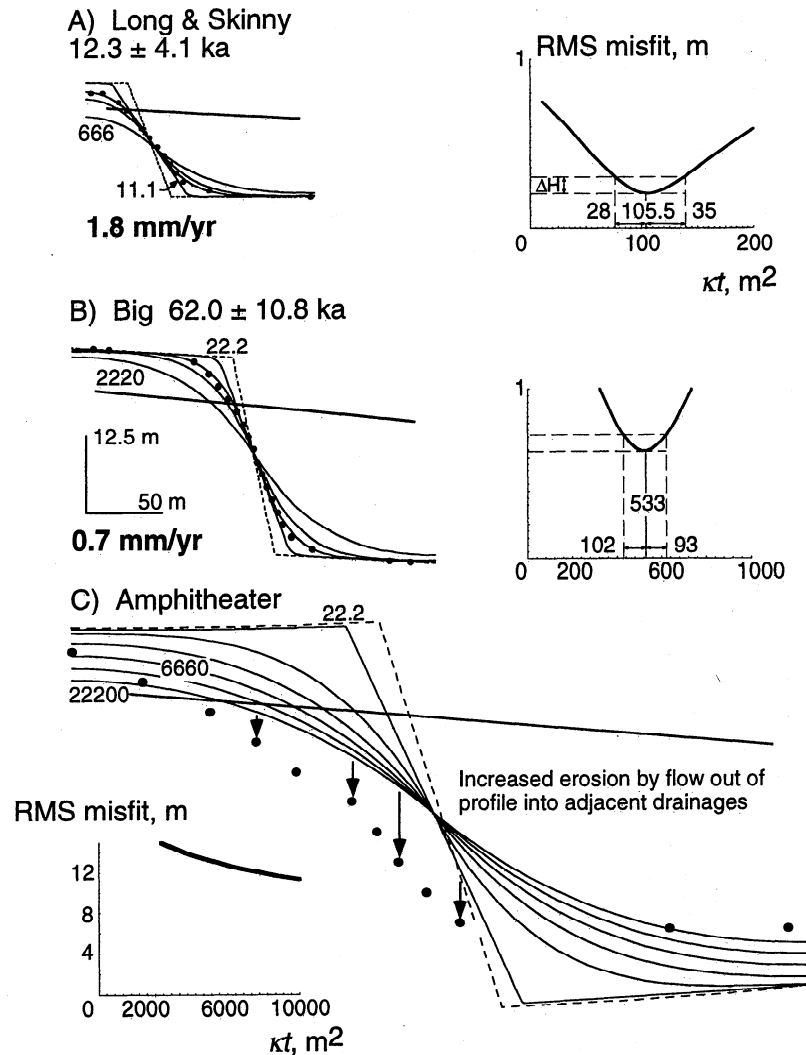 A) Long & Skinny
12.3 ± 4.1 ka
666
11.1
1.8 mm/yr
RMS misfit, m
1
ΔH
28 105.5 35
0 100 200
κt, m2
B) Big 62.0 ± 10.8 ka
22.2
2220
12.5 m
50 m
0.7 mm/yr
1
533
102 93
0 200 600 1000
C) Amphitheater
22.2
6660
22200
Increased erosion by flow out of
profile into adjacent drainages
RMS misfit, m
12
8
4
0 2000 6000 10000
κt, m2